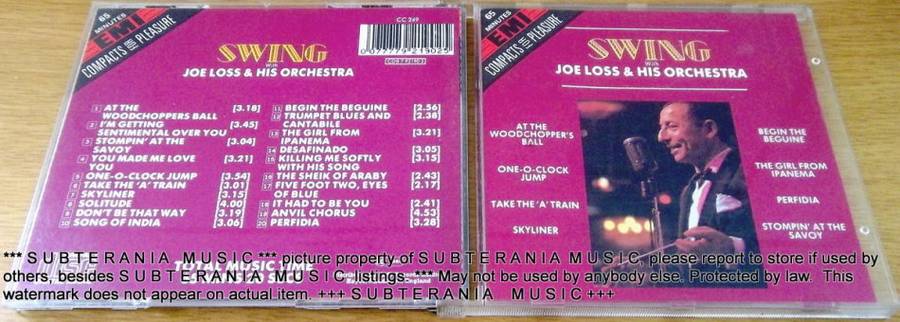 65
MINUTES
EMI
COMPACTS FOR PLEASURE
CC 249
0 077779 219025
SWING
with
JOE LOSS & HIS ORCHESTRA
1 AT THE WOODCHOPPERS BALL [3.18]
2 I'M GETTING SENTIMENTAL OVER YOU [3.45]
3 STOMPIN' AT THE SAVOY [3.04]
4 YOU MADE ME LOVE YOU [3.21]
5 ONE-O-CLOCK JUMP [3.54]
6 TAKE THE 'A' TRAIN [3.01]
7 SKYLINER [3.15]
8 SOLITUDE [4.00]
9 DON'T BE THAT WAY [3.19]
10 SONG OF INDIA [3.06]
11 BEGIN THE BEGUINE [2.56]
12 TRUMPET BLUES AND CANTABILE [2.38]
13 THE GIRL FROM IPANEMA [3.21]
14 DESAFINADO [3.05]
15 KILLING ME SOFTLY WITH HIS SONG [3.15]
16 THE SHEIK OF ARABY [2.43]
17 FIVE FOOT TWO, EYES OF BLUE [2.17]
18 IT HAD TO BE YOU [2.41]
19 ANVIL CHORUS [4.53]
20 PERFIDIA [3.28]
65
MINUTES
EMI
COMPACTS FOR PLEASURE
SWING
with
JOE LOSS & HIS ORCHESTRA
AT THE
WOODCHOPPER'S
BALL
ONE-O-CLOCK
JUMP
TAKE THE 'A' TRAIN
SKYLINER
BEGIN THE
BEGUINE
THE GIRL FROM
IPANEMA
PERFIDIA
STOMPIN' AT THE
SAVOY
*** S U B T E R A N I A M U S I C *** picture property of S U B T E R A N I A M U S I C, please report to store if used by
others, besides S U B T E R A N I A M U S I C listings. *** May not be used by anybody else. Protected by law. This
watermark does not appear on actual item. +++ S U B T E R A N I A M U S I C +++